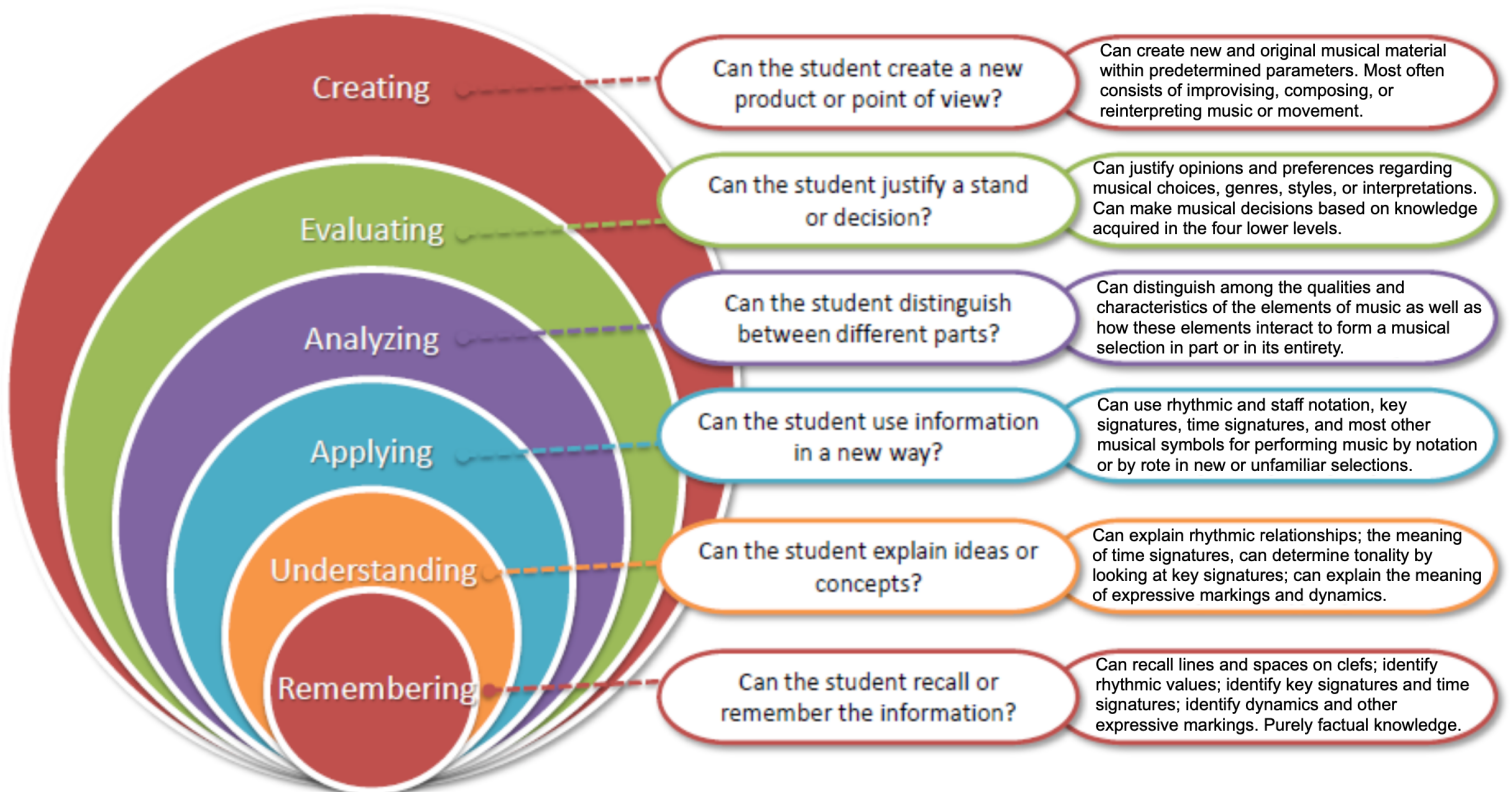 Creating
Can the student create a new
product or point of view?
Can create new and original musical material
within predetermined parameters. Most often
consists of improvising, composing, or
reinterpreting music or movement.
Evaluating
Can the student justify a stand
or decision?
Can justify opinions and preferences regarding
musical choices, genres, styles, or interpretations.
Can make musical decisions based on knowledge
acquired in the four lower levels.
Analyzing
Can the student distinguish
between different parts?
Can distinguish among the qualities and
characteristics of the elements of music as well as
how these elements interact to form a musical
selection in part or in its entirety.
Applying
Can the student use information
in a new way?
Can use rhythmic and staff notation, key
signatures, time signatures, and most other
musical symbols for performing music by notation
or by rote in new or unfamiliar selections.
Understanding
Can the student explain ideas or
concepts?
Can explain rhythmic relationships; the meaning
of time signatures, can determine tonality by
looking at key signatures; can explain the meaning
of expressive markings and dynamics.
Remembering
Can the student recall or
remember the information?
Can recall lines and spaces on clefs; identify
rhythmic values; identify key signatures and time
signatures; identify dynamics and other
expressive markings. Purely factual knowledge.